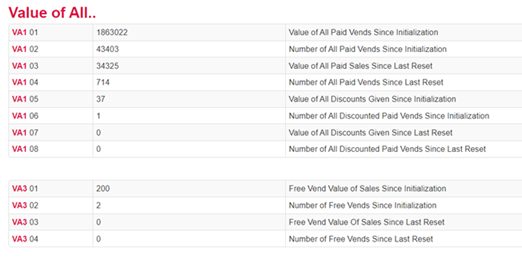 Value of All..
VA1 01 1863022 Value of All Paid Vends Since Initialization
VA1 02 43403 Number of All Paid Vends Since Initialization
VA1 03 34325 Value of All Paid Sales Since Last Reset
VA1 04 714 Number of All Paid Vends Since Last Reset
VA1 05 37 Value of All Discounts Given Since Initialization
VA1 06 1 Number of All Discounted Paid Vends Since Initialization
VA1 07 0 Value of All Discounts Given Since Last Reset
VA1 08 0 Number of All Discounted Paid Vends Since Last Reset
VA3 01 200 Free Vend Value of Sales Since Initialization
VA3 02 2 Number of Free Vends Since Initialization
VA3 03 0 Free Vend Value Of Sales Since Last Reset
VA3 04 0 Number of Free Vends Since Last Reset